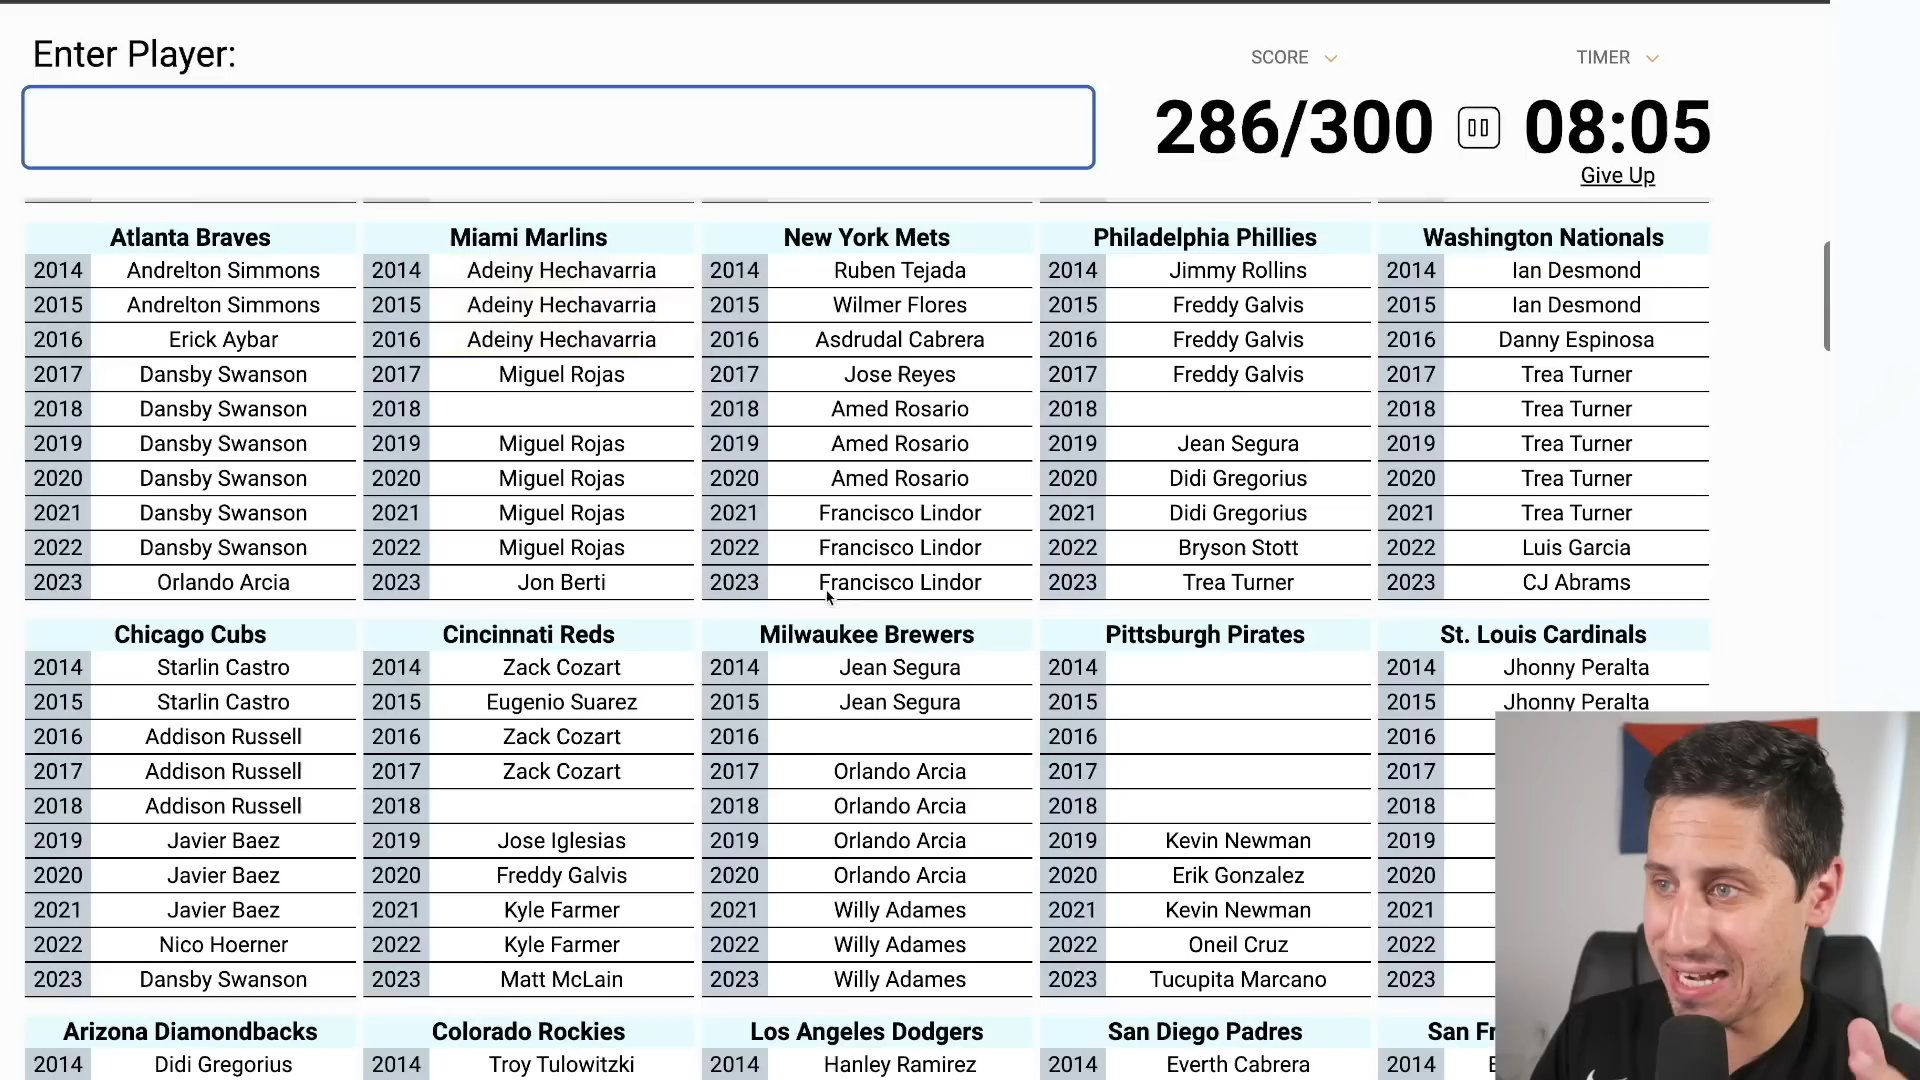 Enter Player:
SCORE
TIMER
286/300
08:05
Give Up
Atlanta Braves Miami Marlins New York Mets Philadelphia Phillies Washington Nationals
2014 Andrelton Simmons 2014 Adeiny Hechavarria 2014 Ruben Tejada 2014 Jimmy Rollins 2014 Ian Desmond
2015 Andrelton Simmons 2015 Adeiny Hechavarria 2015 Wilmer Flores 2015 Freddy Galvis 2015 Ian Desmond
2016 Erick Aybar 2016 Adeiny Hechavarria 2016 Asdrudal Cabrera 2016 Freddy Galvis 2016 Danny Espinosa
2017 Dansby Swanson 2017 Miguel Rojas 2017 Jose Reyes 2017 Freddy Galvis 2017 Trea Turner
2018 Dansby Swanson 2018 2018 Amed Rosario 2018 2018 Trea Turner
2019 Dansby Swanson 2019 Miguel Rojas 2019 Amed Rosario 2019 Jean Segura 2019 Trea Turner
2020 Dansby Swanson 2020 Miguel Rojas 2020 Amed Rosario 2020 Didi Gregorius 2020 Trea Turner
2021 Dansby Swanson 2021 Miguel Rojas 2021 Francisco Lindor 2021 Didi Gregorius 2021 Trea Turner
2022 Dansby Swanson 2022 Miguel Rojas 2022 Francisco Lindor 2022 Bryson Stott 2022 Luis Garcia
2023 Orlando Arcia 2023 Jon Berti 2023 Francisco Lindor 2023 Trea Turner 2023 CJ Abrams
Chicago Cubs Cincinnati Reds Milwaukee Brewers Pittsburgh Pirates St. Louis Cardinals
2014 Starlin Castro 2014 Zack Cozart 2014 Jean Segura 2014 2014 Jhonny Peralta
2015 Starlin Castro 2015 Eugenio Suarez 2015 Jean Segura 2015 2015 Jhonny Peralta
2016 Addison Russell 2016 Zack Cozart 2016 2016 2016
2017 Addison Russell 2017 Zack Cozart 2017 Orlando Arcia 2017 2017
2018 Addison Russell 2018 2018 Orlando Arcia 2018 2018
2019 Javier Baez 2019 Jose Iglesias 2019 Orlando Arcia 2019 Kevin Newman 2019
2020 Javier Baez 2020 Freddy Galvis 2020 Orlando Arcia 2020 Erik Gonzalez 2020
2021 Javier Baez 2021 Kyle Farmer 2021 Willy Adames 2021 Kevin Newman 2021
2022 Nico Hoerner 2022 Kyle Farmer 2022 Willy Adames 2022 Oneil Cruz 2022
2023 Dansby Swanson 2023 Matt McLain 2023 Willy Adames 2023 Tucupita Marcano 2023
Arizona Diamondbacks Colorado Rockies Los Angeles Dodgers San Diego Padres San
2014 Didi Gregorius 2014 Troy Tulowitzki 2014 Hanley Ramirez 2014 Everth Cabrera 2014